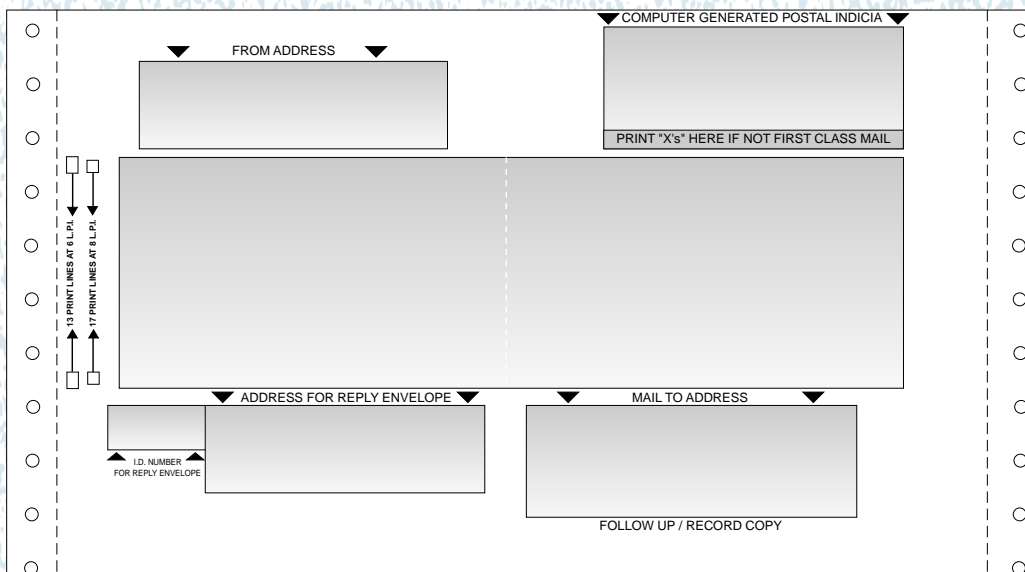 COMPUTER GENERATED POSTAL INDICIA
FROM ADDRESS
PRINT "X's" HERE IF NOT FIRST CLASS MAIL
13 PRINT LINES AT 6 L.P.I.
17 PRINT LINES AT 8 L.P.I.
ADDRESS FOR REPLY ENVELOPE
MAIL TO ADDRESS
I.D. NUMBER
FOR REPLY ENVELOPE
FOLLOW UP / RECORD COPY